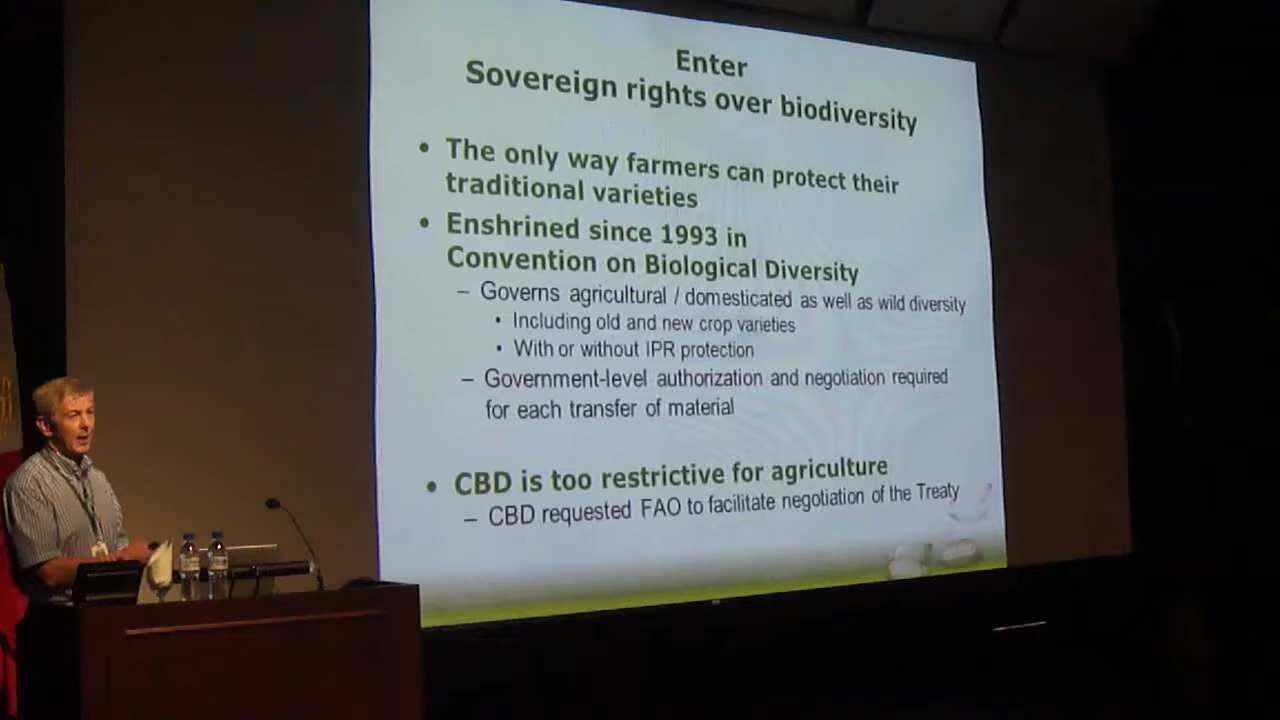 Enter
Sovereign rights over biodiversity
• The only way farmers can protect their
traditional varieties
• Enshrined since 1993 in
Convention on Biological Diversity
– Governs agricultural / domesticated as well as wild diversity
• Including old and new crop varieties
• With or without IPR protection
– Government-level authorization and negotiation required
for each transfer of material
• CBD is too restrictive for agriculture
– CBD requested FAO to facilitate negotiation of the Treaty